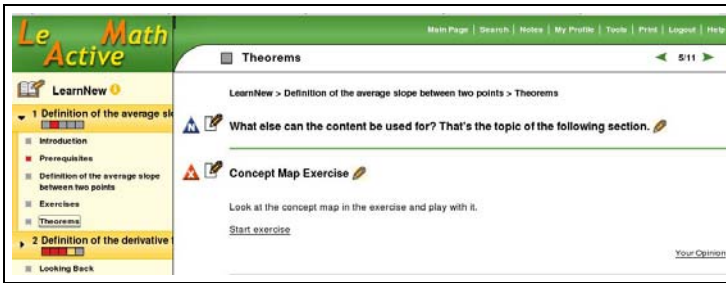 Le Math
Active
Main Page | Search | Notes | My Profile | Tools | Print | Logout | Help
Theorems
5/11
LearnNew
LearnNew > Definition of the average slope between two points > Theorems
1 Definition of the average slo
Introduction
Prerequisites
Definition of the average slope
between two points
Exercises
Theorems
2 Definition of the derivative
Looking Back
N
What else can the content be used for? That's the topic of the following section.
X
Concept Map Exercise
Look at the concept map in the exercise and play with it.
Start exercise
Your Opinion